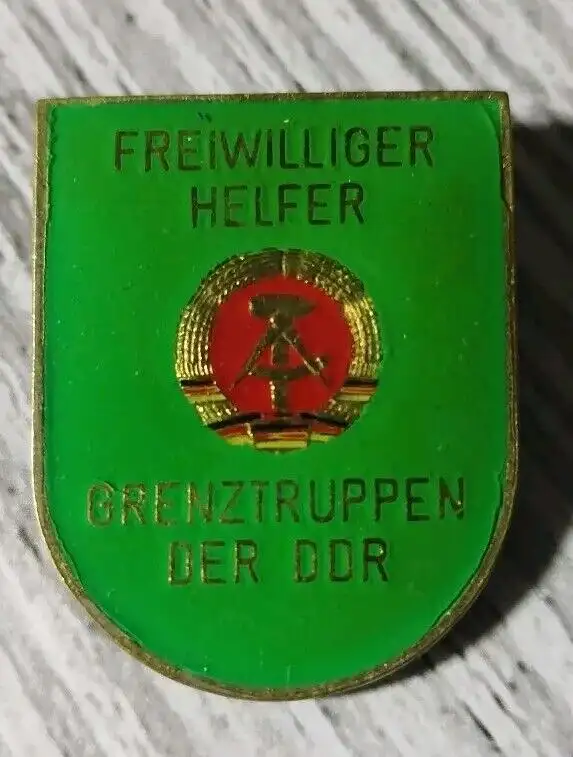 FREIWILLIGER
HELFER
GRENZTRUPPEN
DER DDR